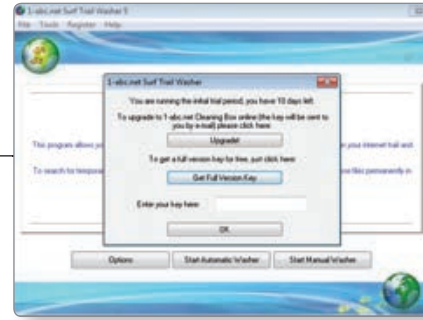 1-abc.net Surf Trail Washer 5
File Tools Register Help
1-abc.net Surf Trail Washer
You are running the initial trial period, you have 10 days left.
To upgrade to 1-abc.net Cleaning Box online (the key will be sent to
you by e-mail) please click here:
Upgrade!
To get a full version key for free, just click here:
Get Full Version Key
Enter your key here:
OK
This program allows yo
n your internet trail and
To search for tempora
ve files permanently in
Options Start Automatic Washer Start Manual Washer